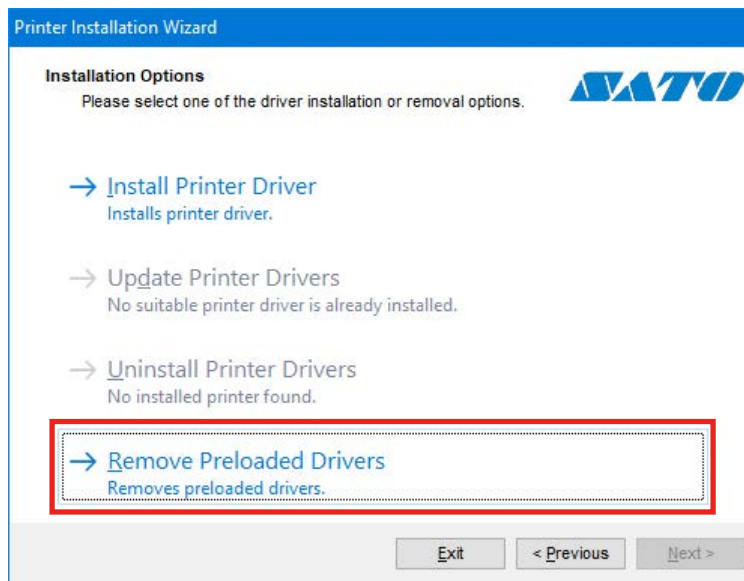 Printer Installation Wizard
Installation Options
Please select one of the driver installation or removal options.
SATO
Install Printer Driver
Installs printer driver.
Update Printer Drivers
No suitable printer driver is already installed.
Uninstall Printer Drivers
No installed printer found.
Remove Preloaded Drivers
Removes preloaded drivers.
Exit
< Previous
Next >